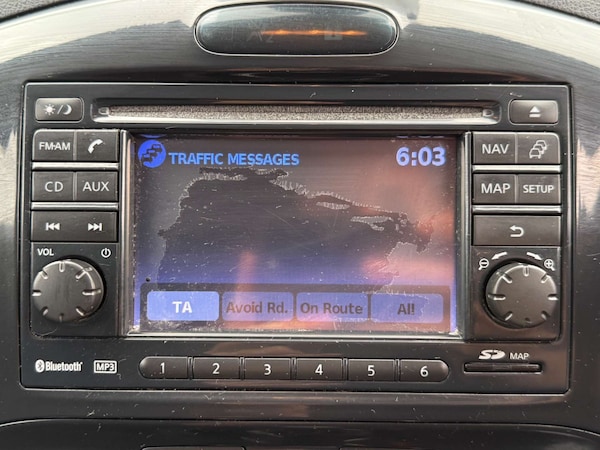 FM·AM
CD AUX
VOL
TRAFFIC MESSAGES 6:03
TA Avoid Rd. On Route All
NAV
MAP SETUP
Bluetooth MP3 1 2 3 4 5 6 SD MAP